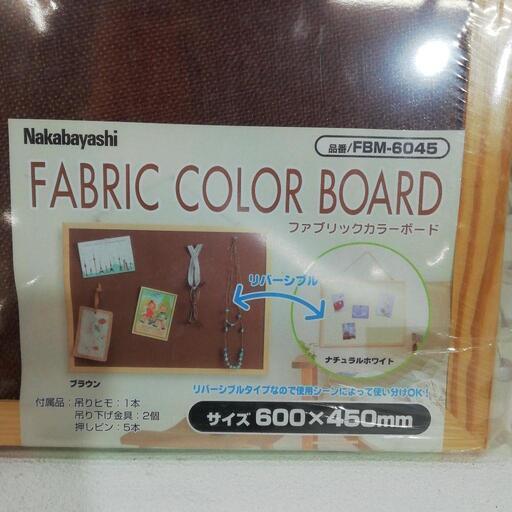 Nakabayashi
品番/FBM-6045
FABRIC COLOR BOARD
ファブリックカラーボード
リバーシブル
ナチュラルホワイト
ブラウン
リバーシブルタイプなので使用シーンによって使い分けOK!
付属品:吊りヒモ:1本
吊り下げ金具:2個
押しピン:5本
サイズ 600×450mm